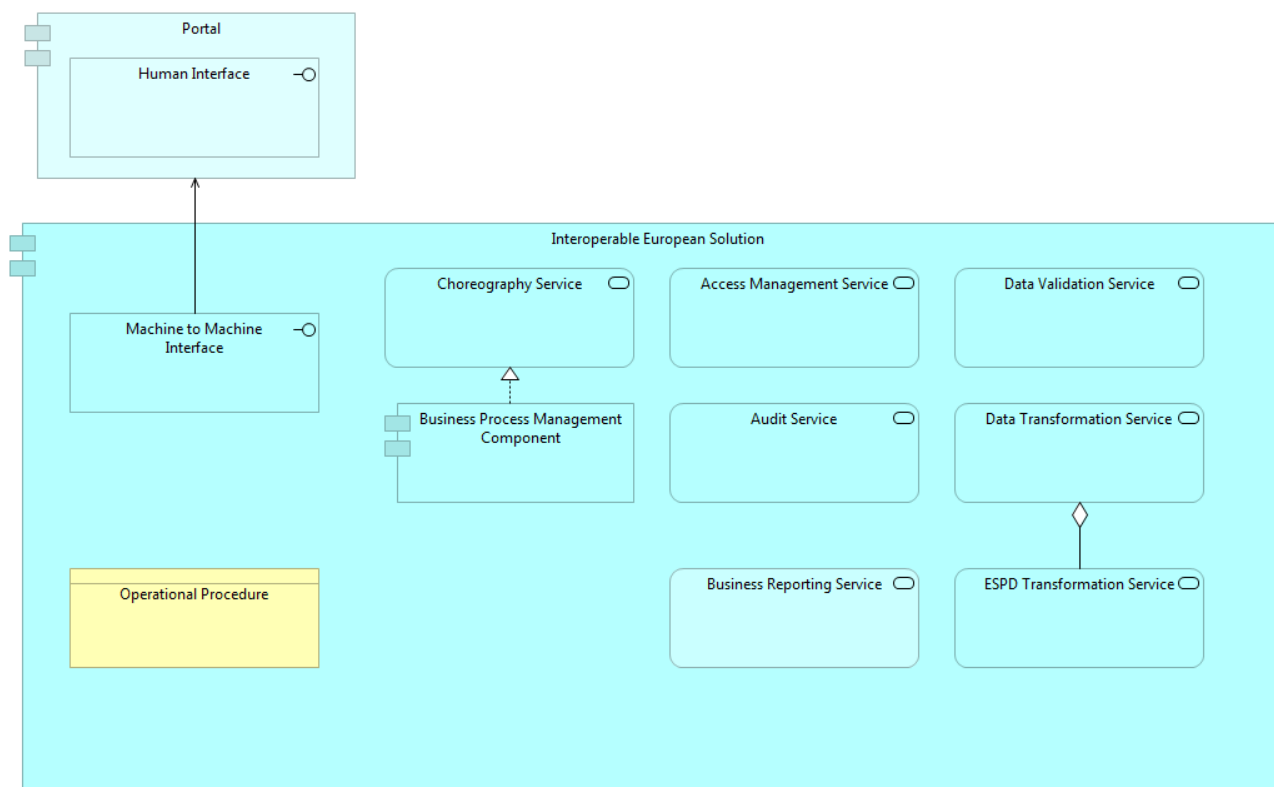 Portal
Human Interface
Interoperable European Solution
Choreography Service
Access Management Service
Data Validation Service
Machine to Machine
Interface
Business Process Management
Component
Audit Service
Data Transformation Service
Operational Procedure
Business Reporting Service
ESPD Transformation Service